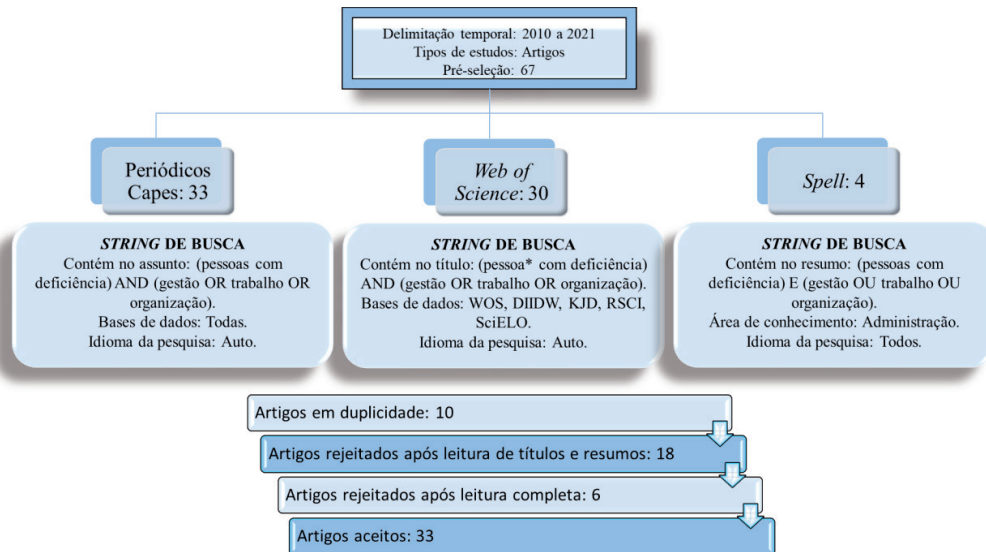 Delimitação temporal: 2010 a 2021
Tipos de estudos: Artigos
Pré-seleção: 67
Periódicos
Capes: 33
Web of
Science: 30
Spell: 4
STRING DE BUSCA
Contém no assunto: (pessoas com
deficiência) AND (gestão OR trabalho OR
organização).
Bases de dados: Todas.
Idioma da pesquisa: Auto.
STRING DE BUSCA
Contém no título: (pessoa* com deficiência)
AND (gestão OR trabalho OR organização).
Bases de dados: WOS, DIIDW, KJD, RSCI,
SciELO.
Idioma da pesquisa: Auto.
STRING DE BUSCA
Contém no resumo: (pessoas com
deficiência) E (gestão OU trabalho OU
organização).
Área de conhecimento: Administração.
Idioma da pesquisa: Todos.
Artigos em duplicidade: 10
Artigos rejeitados após leitura de títulos e resumos: 18
Artigos rejeitados após leitura completa: 6
Artigos aceitos: 33